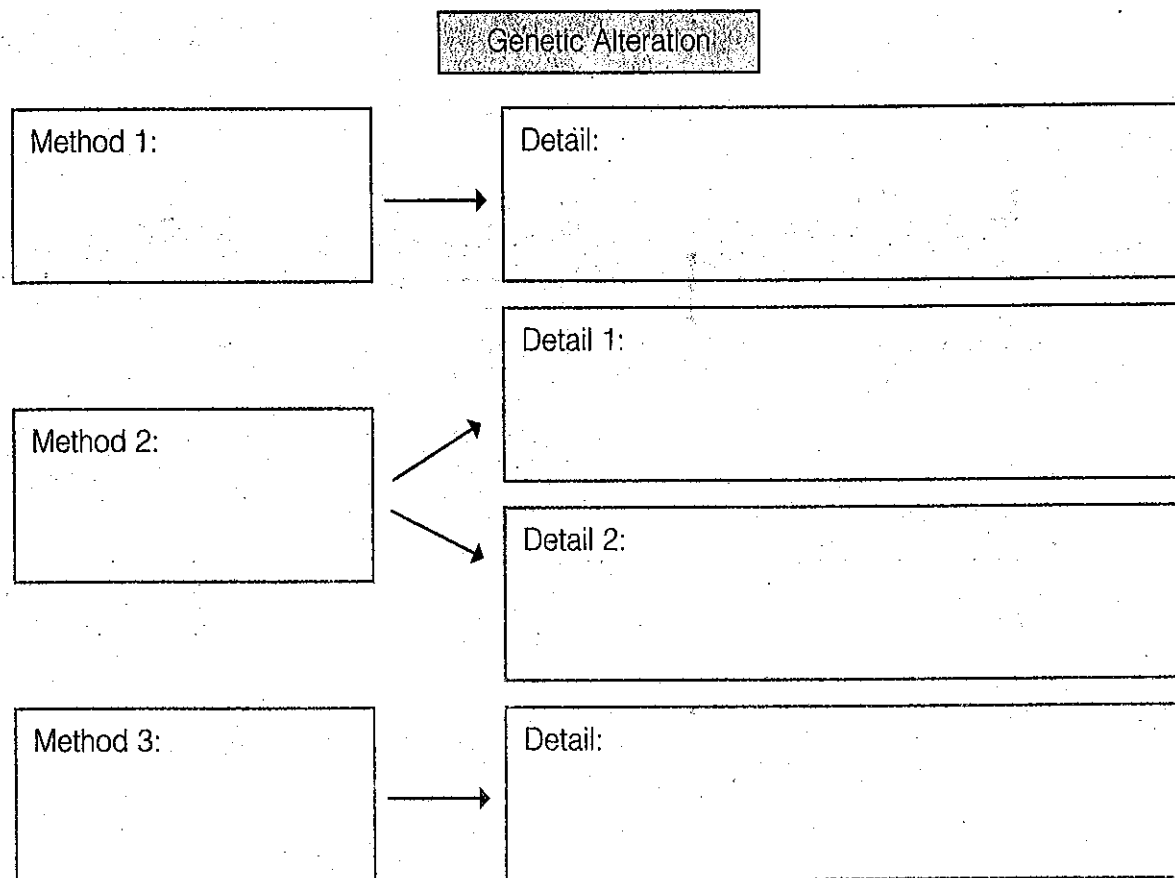 Genetic Alteration
Method 1:
Detail:
Detail 1:
Method 2:
Detail 2:
Method 3:
Detail: